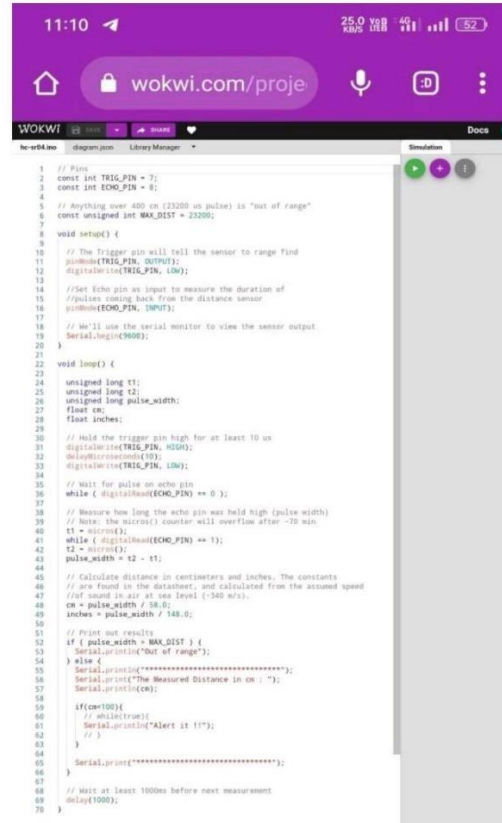 11:10
25.0 KB/S
4G
52
wokwi.com/proje
:D
WOKWI
SAVE
SHARE
Docs
hc-sr04.ino diagram.json Library Manager
Simulation
1 // Pins
2 const int TRIG_PIN = 7;
3 const int ECHO_PIN = 8;
4
5 // Anything over 400 cm (23200 us pulse) is "out of range"
6 const unsigned int MAX_DIST = 23200;
7
8 void setup() {
9
10 // The Trigger pin will tell the sensor to range find
11 pinMode(TRIG_PIN, OUTPUT);
12 digitalWrite(TRIG_PIN, LOW);
13
14 //Set Echo pin as input to measure the duration of
15 //pulses coming back from the distance sensor
16 pinMode(ECHO_PIN, INPUT);
17
18 // We'll use the serial monitor to view the sensor output
19 Serial.begin(9600);
20 }
21
22 void loop() {
23
24 unsigned long t1;
25 unsigned long t2;
26 unsigned long pulse_width;
27 float cm;
28 float inches;
29
30 // Hold the trigger pin high for at least 10 us
31 digitalWrite(TRIG_PIN, HIGH);
32 delayMicroseconds(10);
33 digitalWrite(TRIG_PIN, LOW);
34
35 // Wait for pulse on echo pin
36 while ( digitalRead(ECHO_PIN) == 0 );
37
38 // Measure how long the echo pin was held high (pulse width)
39 // Note: the micros() counter will overflow after ~70 min
40 t1 = micros();
41 while ( digitalRead(ECHO_PIN) == 1);
42 t2 = micros();
43 pulse_width = t2 - t1;
44
45 // Calculate distance in centimeters and inches. The constants
46 // are found in the datasheet, and calculated from the assumed speed
47 //of sound in air at sea level (~340 m/s).
48 cm = pulse_width / 58.0;
49 inches = pulse_width / 148.0;
50
51 // Print out results
52 if ( pulse_width > MAX_DIST ) {
53 Serial.println("Out of range");
54 } else {
55 Serial.println("********************************");
56 Serial.print("The Measured Distance in cm : ");
57 Serial.println(cm);
58
59 if(cm<100){
60 // while(true){
61 Serial.println("Alert it !!");
62 // }
63 }
64
65 Serial.print("********************************");
66 }
67
68 // Wait at least 1000ms before next measurement
69 delay(1000);
70 }